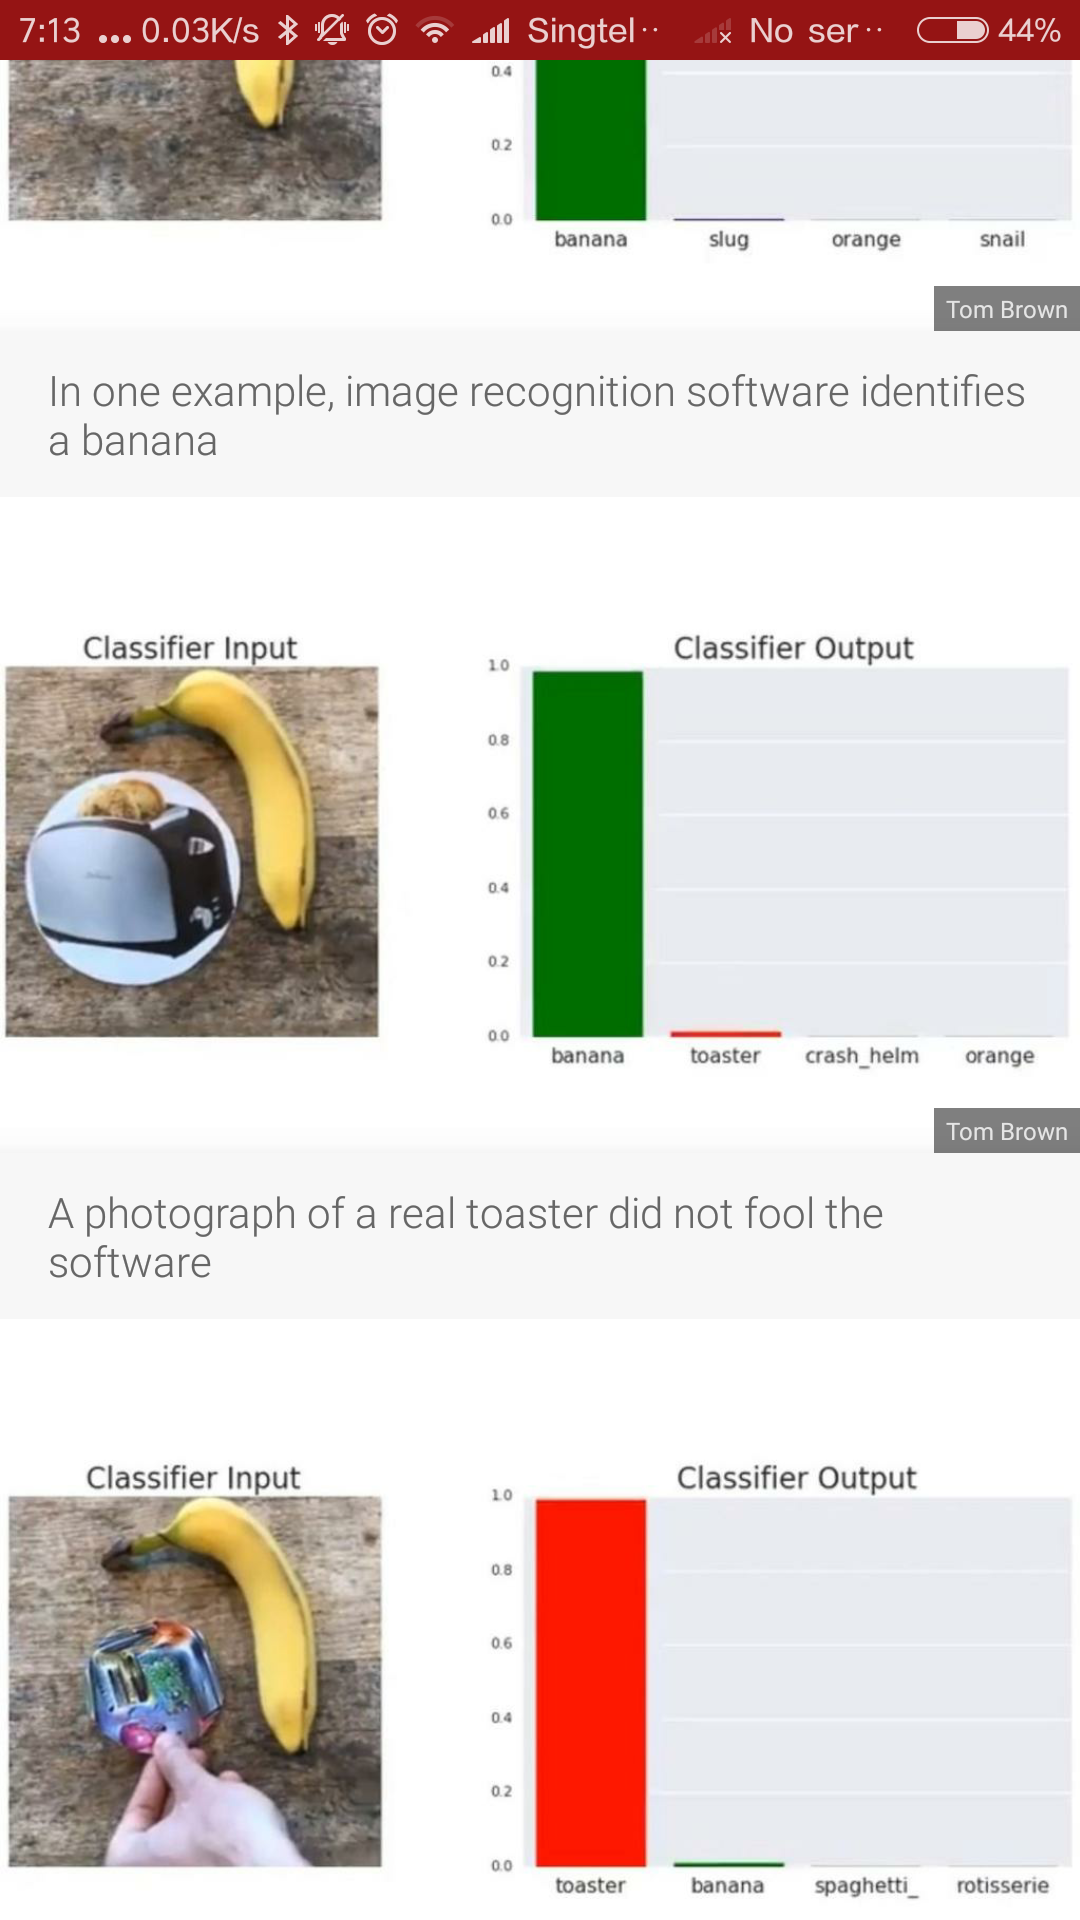 7:13 ... 0.03K/s Singtel·· No ser·· 44%
0.4
0.2
0.0
banana slug orange snail
Tom Brown
In one example, image recognition software identifies
a banana
Classifier Input Classifier Output
1.0
0.8
0.6
0.4
0.2
0.0
banana toaster crash_helm orange
Tom Brown
A photograph of a real toaster did not fool the
software
Classifier Input Classifier Output
1.0
0.8
0.6
0.4
0.2
0.0
toaster banana spaghetti_ rotisserie